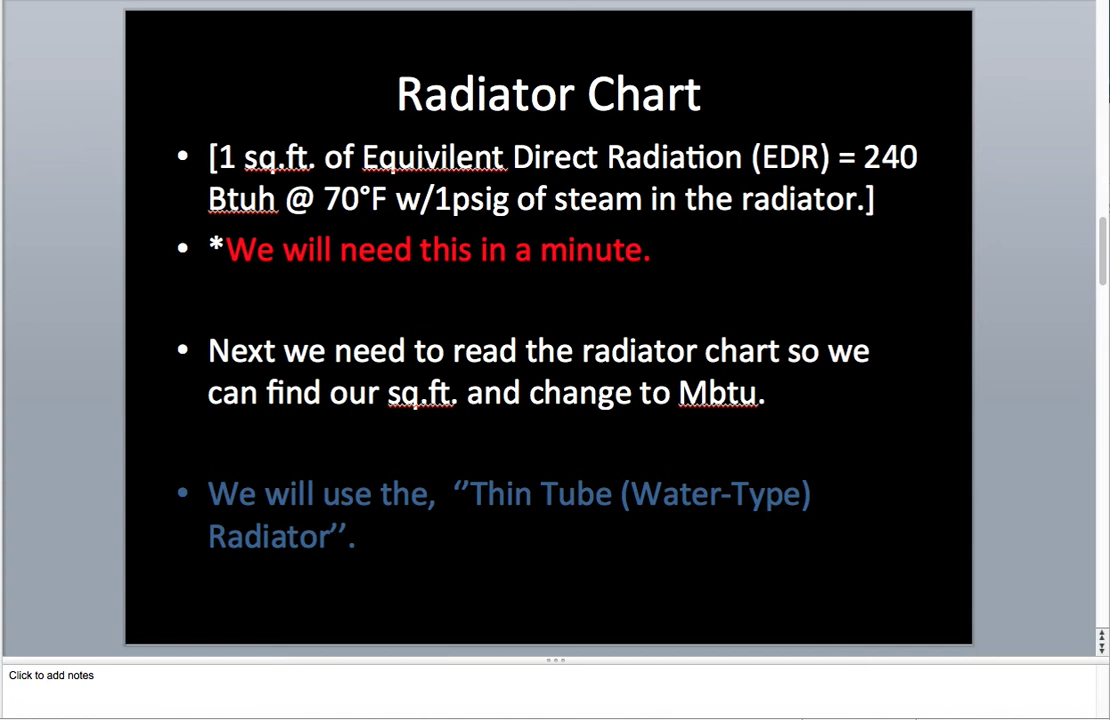 Radiator Chart
• [1 sq.ft. of Equivilent Direct Radiation (EDR) = 240
Btuh @ 70°F w/1psig of steam in the radiator.]
• *We will need this in a minute.
• Next we need to read the radiator chart so we
can find our sq.ft. and change to Mbtu.
• We will use the, ‘’Thin Tube (Water-Type)
Radiator’’.
Click to add notes